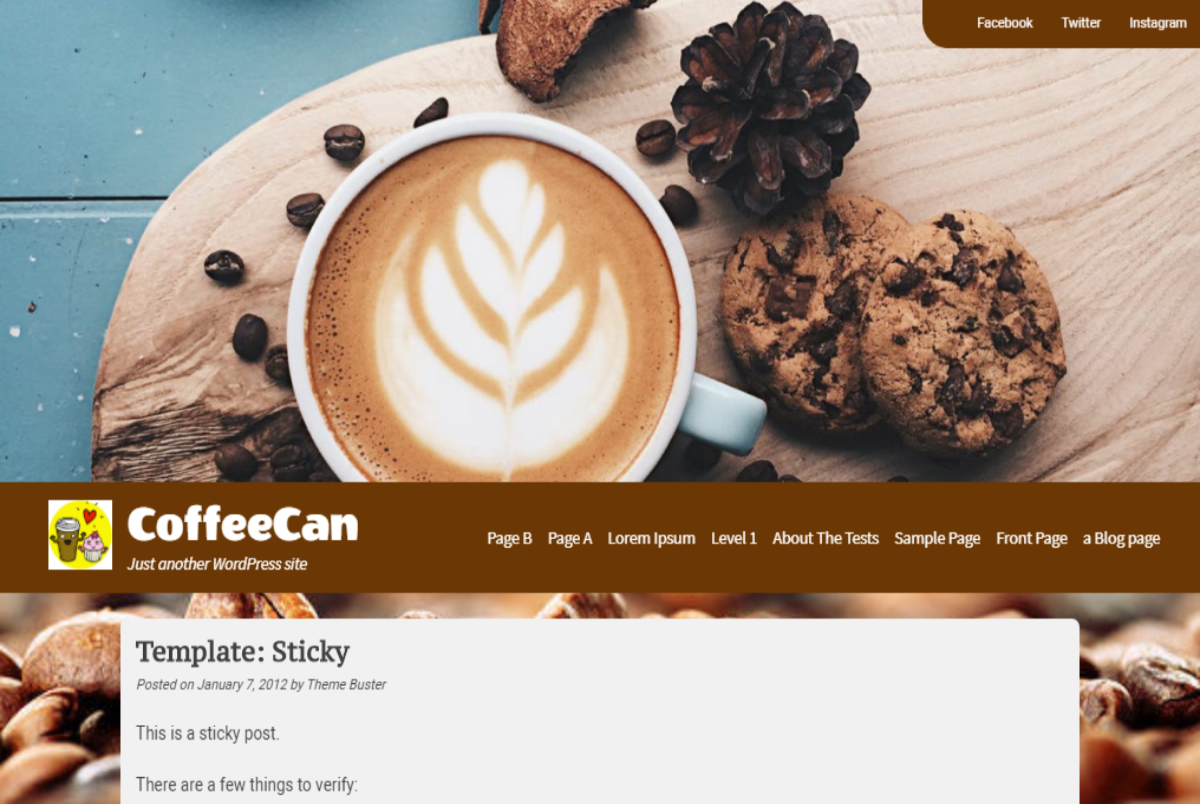 Facebook Twitter Instagram
CoffeeCan
Just another WordPress site
Page B Page A Lorem Ipsum Level 1 About The Tests Sample Page Front Page a Blog page
Template: Sticky
Posted on January 7, 2012 by Theme Buster
This is a sticky post.
There are a few things to verify: